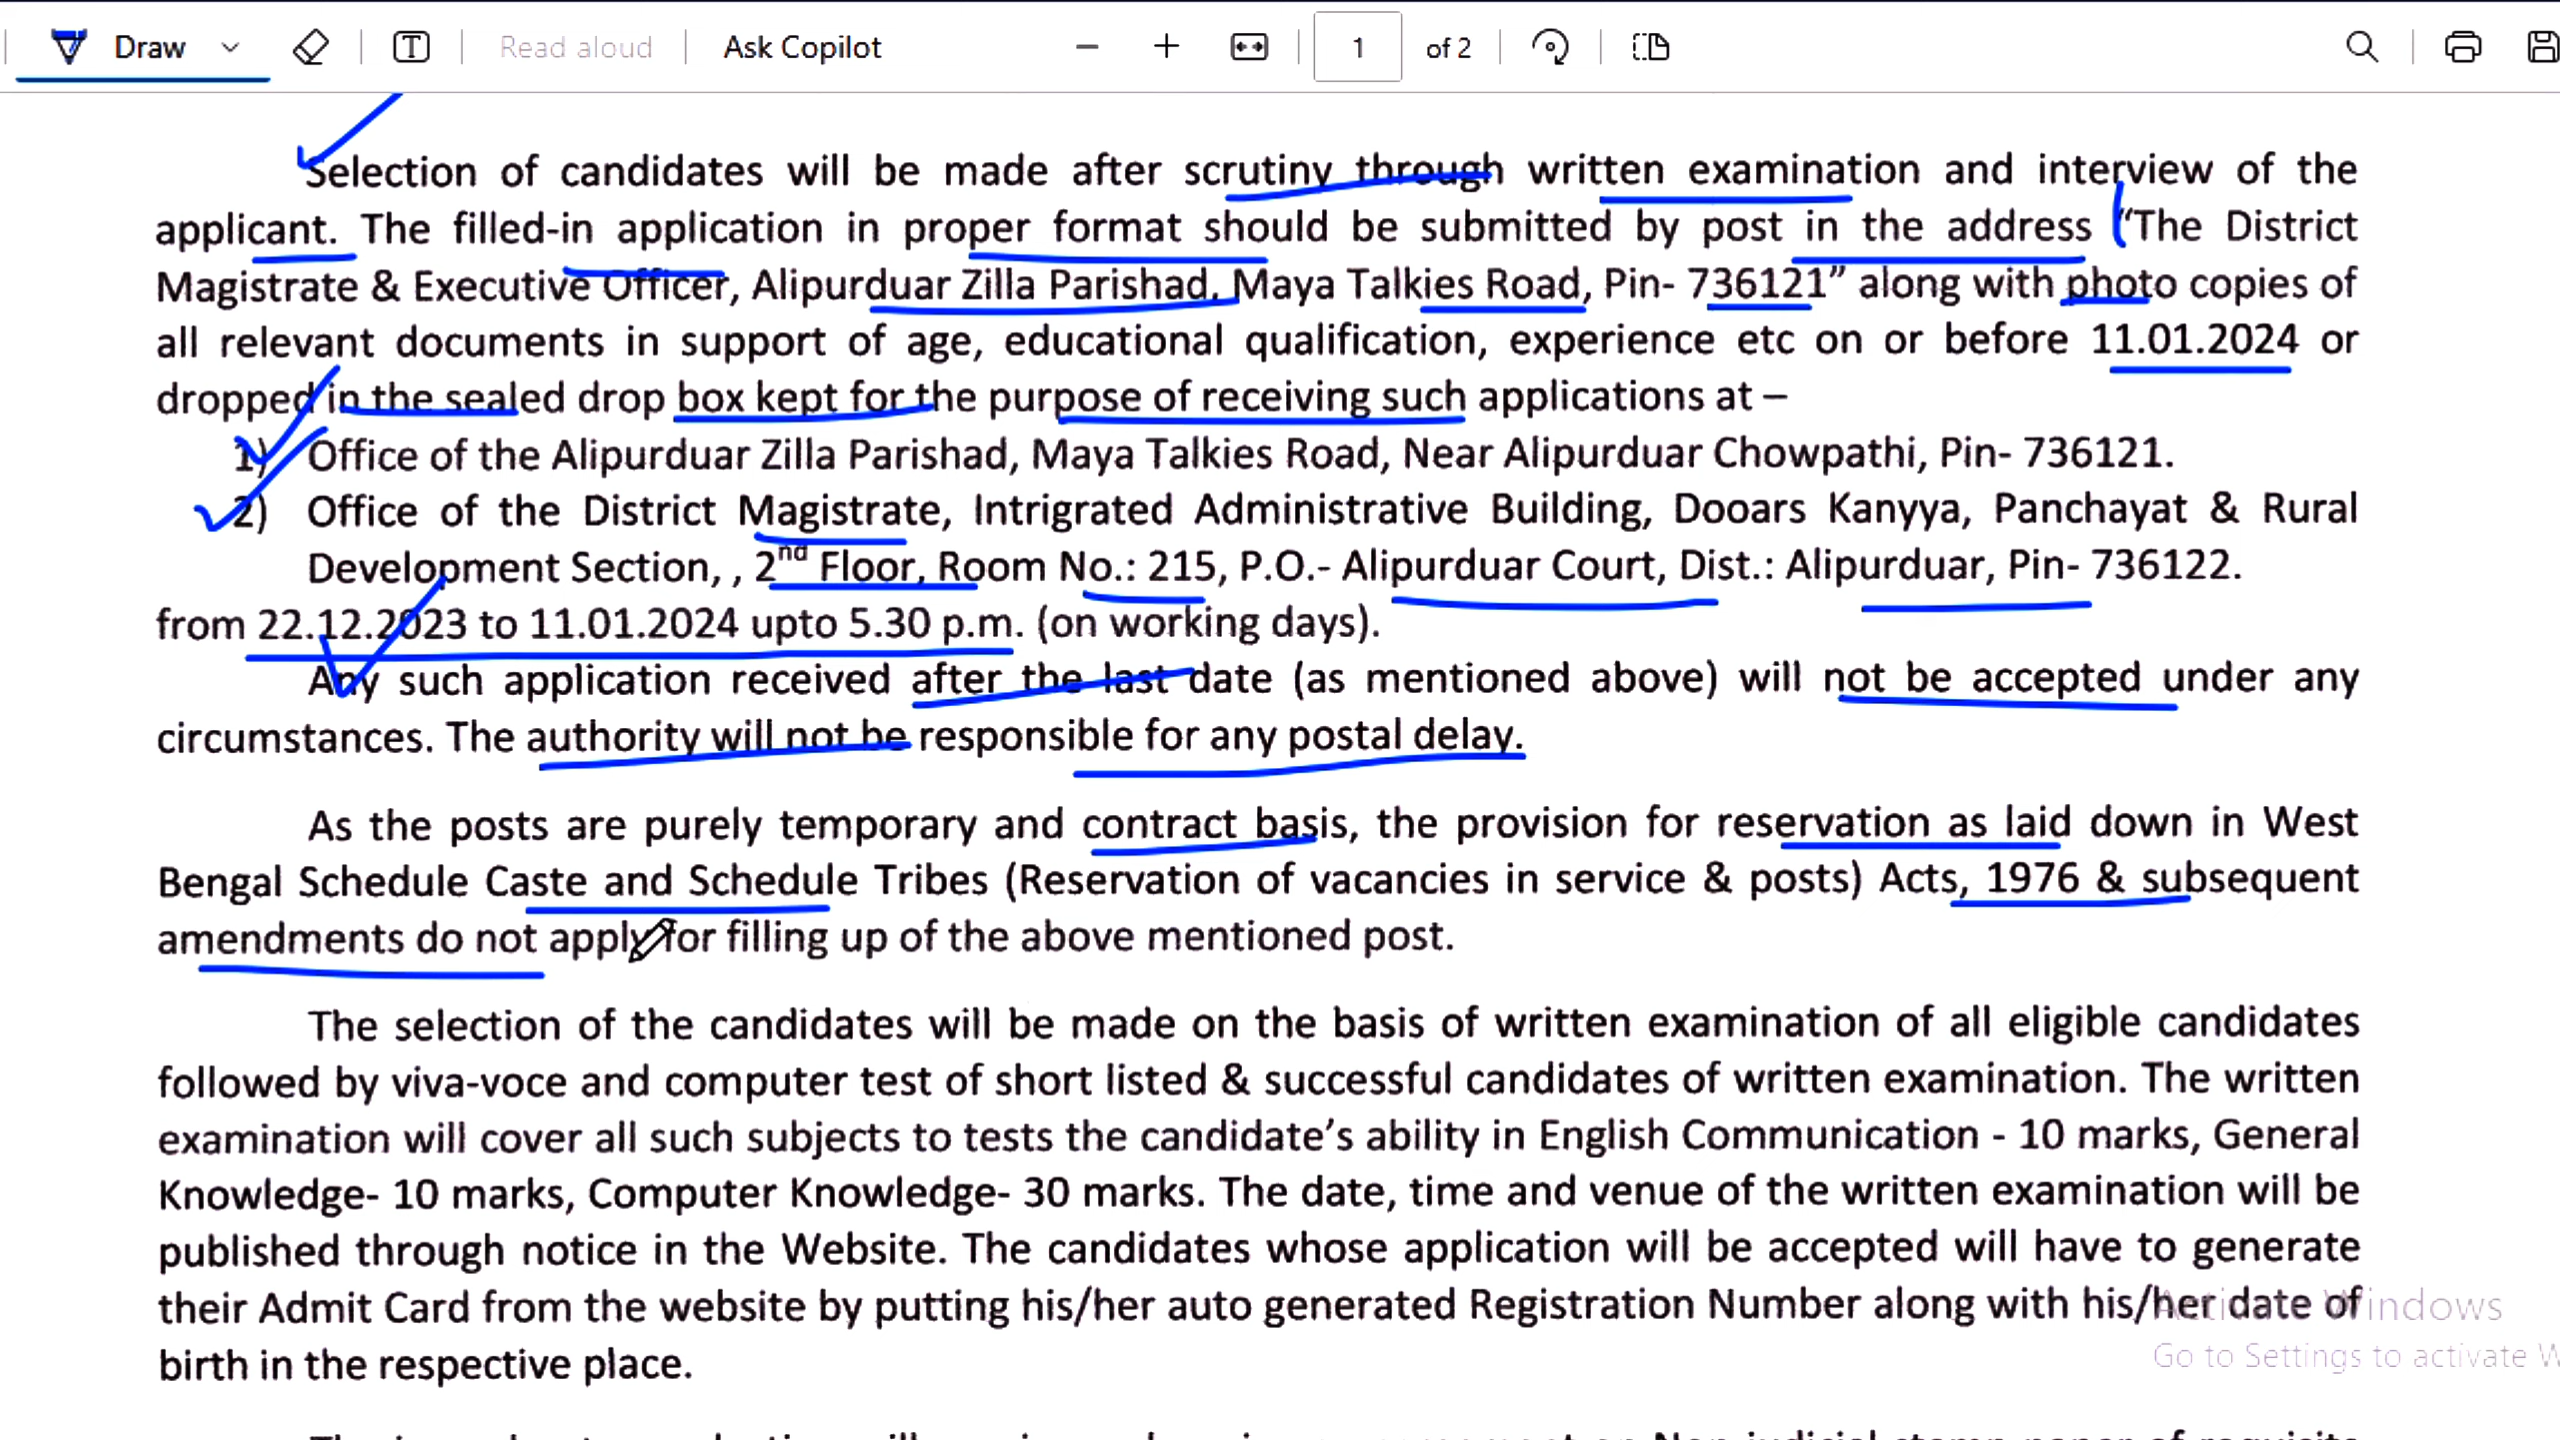 Draw
Read aloud
Ask Copilot
1 of 2
Selection of candidates will be made after scrutiny through written examination and interview of the
applicant. The filled-in application in proper format should be submitted by post in the address “The District
Magistrate & Executive Officer, Alipurduar Zilla Parishad, Maya Talkies Road, Pin- 736121” along with photo copies of
all relevant documents in support of age, educational qualification, experience etc on or before 11.01.2024 or
dropped in the sealed drop box kept for the purpose of receiving such applications at –
1) Office of the Alipurduar Zilla Parishad, Maya Talkies Road, Near Alipurduar Chowpathi, Pin- 736121.
2) Office of the District Magistrate, Intrigrated Administrative Building, Dooars Kanyya, Panchayat & Rural
Development Section, , 2nd Floor, Room No.: 215, P.O.- Alipurduar Court, Dist.: Alipurduar, Pin- 736122.
from 22.12.2023 to 11.01.2024 upto 5.30 p.m. (on working days).
Any such application received after the last date (as mentioned above) will not be accepted under any
circumstances. The authority will not be responsible for any postal delay.
As the posts are purely temporary and contract basis, the provision for reservation as laid down in West
Bengal Schedule Caste and Schedule Tribes (Reservation of vacancies in service & posts) Acts, 1976 & subsequent
amendments do not apply for filling up of the above mentioned post.
The selection of the candidates will be made on the basis of written examination of all eligible candidates
followed by viva-voce and computer test of short listed & successful candidates of written examination. The written
examination will cover all such subjects to tests the candidate’s ability in English Communication - 10 marks, General
Knowledge- 10 marks, Computer Knowledge- 30 marks. The date, time and venue of the written examination will be
published through notice in the Website. The candidates whose application will be accepted will have to generate
their Admit Card from the website by putting his/her auto generated Registration Number along with his/her date of
birth in the respective place.
Activate Windows
Go to Settings to activate W